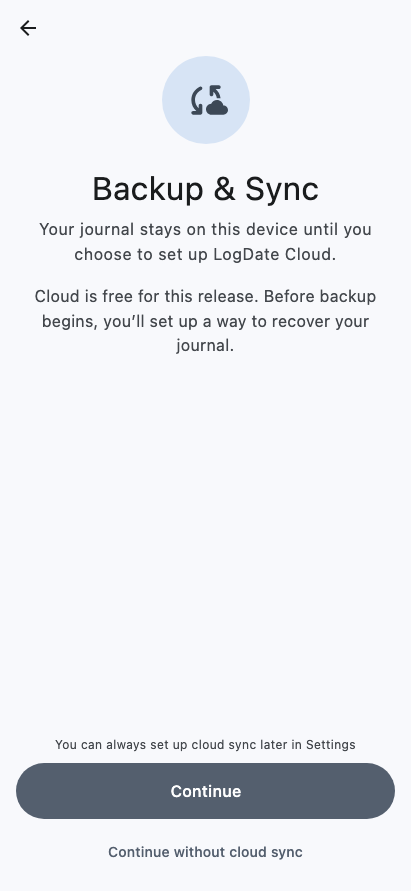 Backup & Sync
Your journal stays on this device until you
choose to set up LogDate Cloud.
Cloud is free for this release. Before backup
begins, you’ll set up a way to recover your
journal.
You can always set up cloud sync later in Settings
Continue
Continue without cloud sync